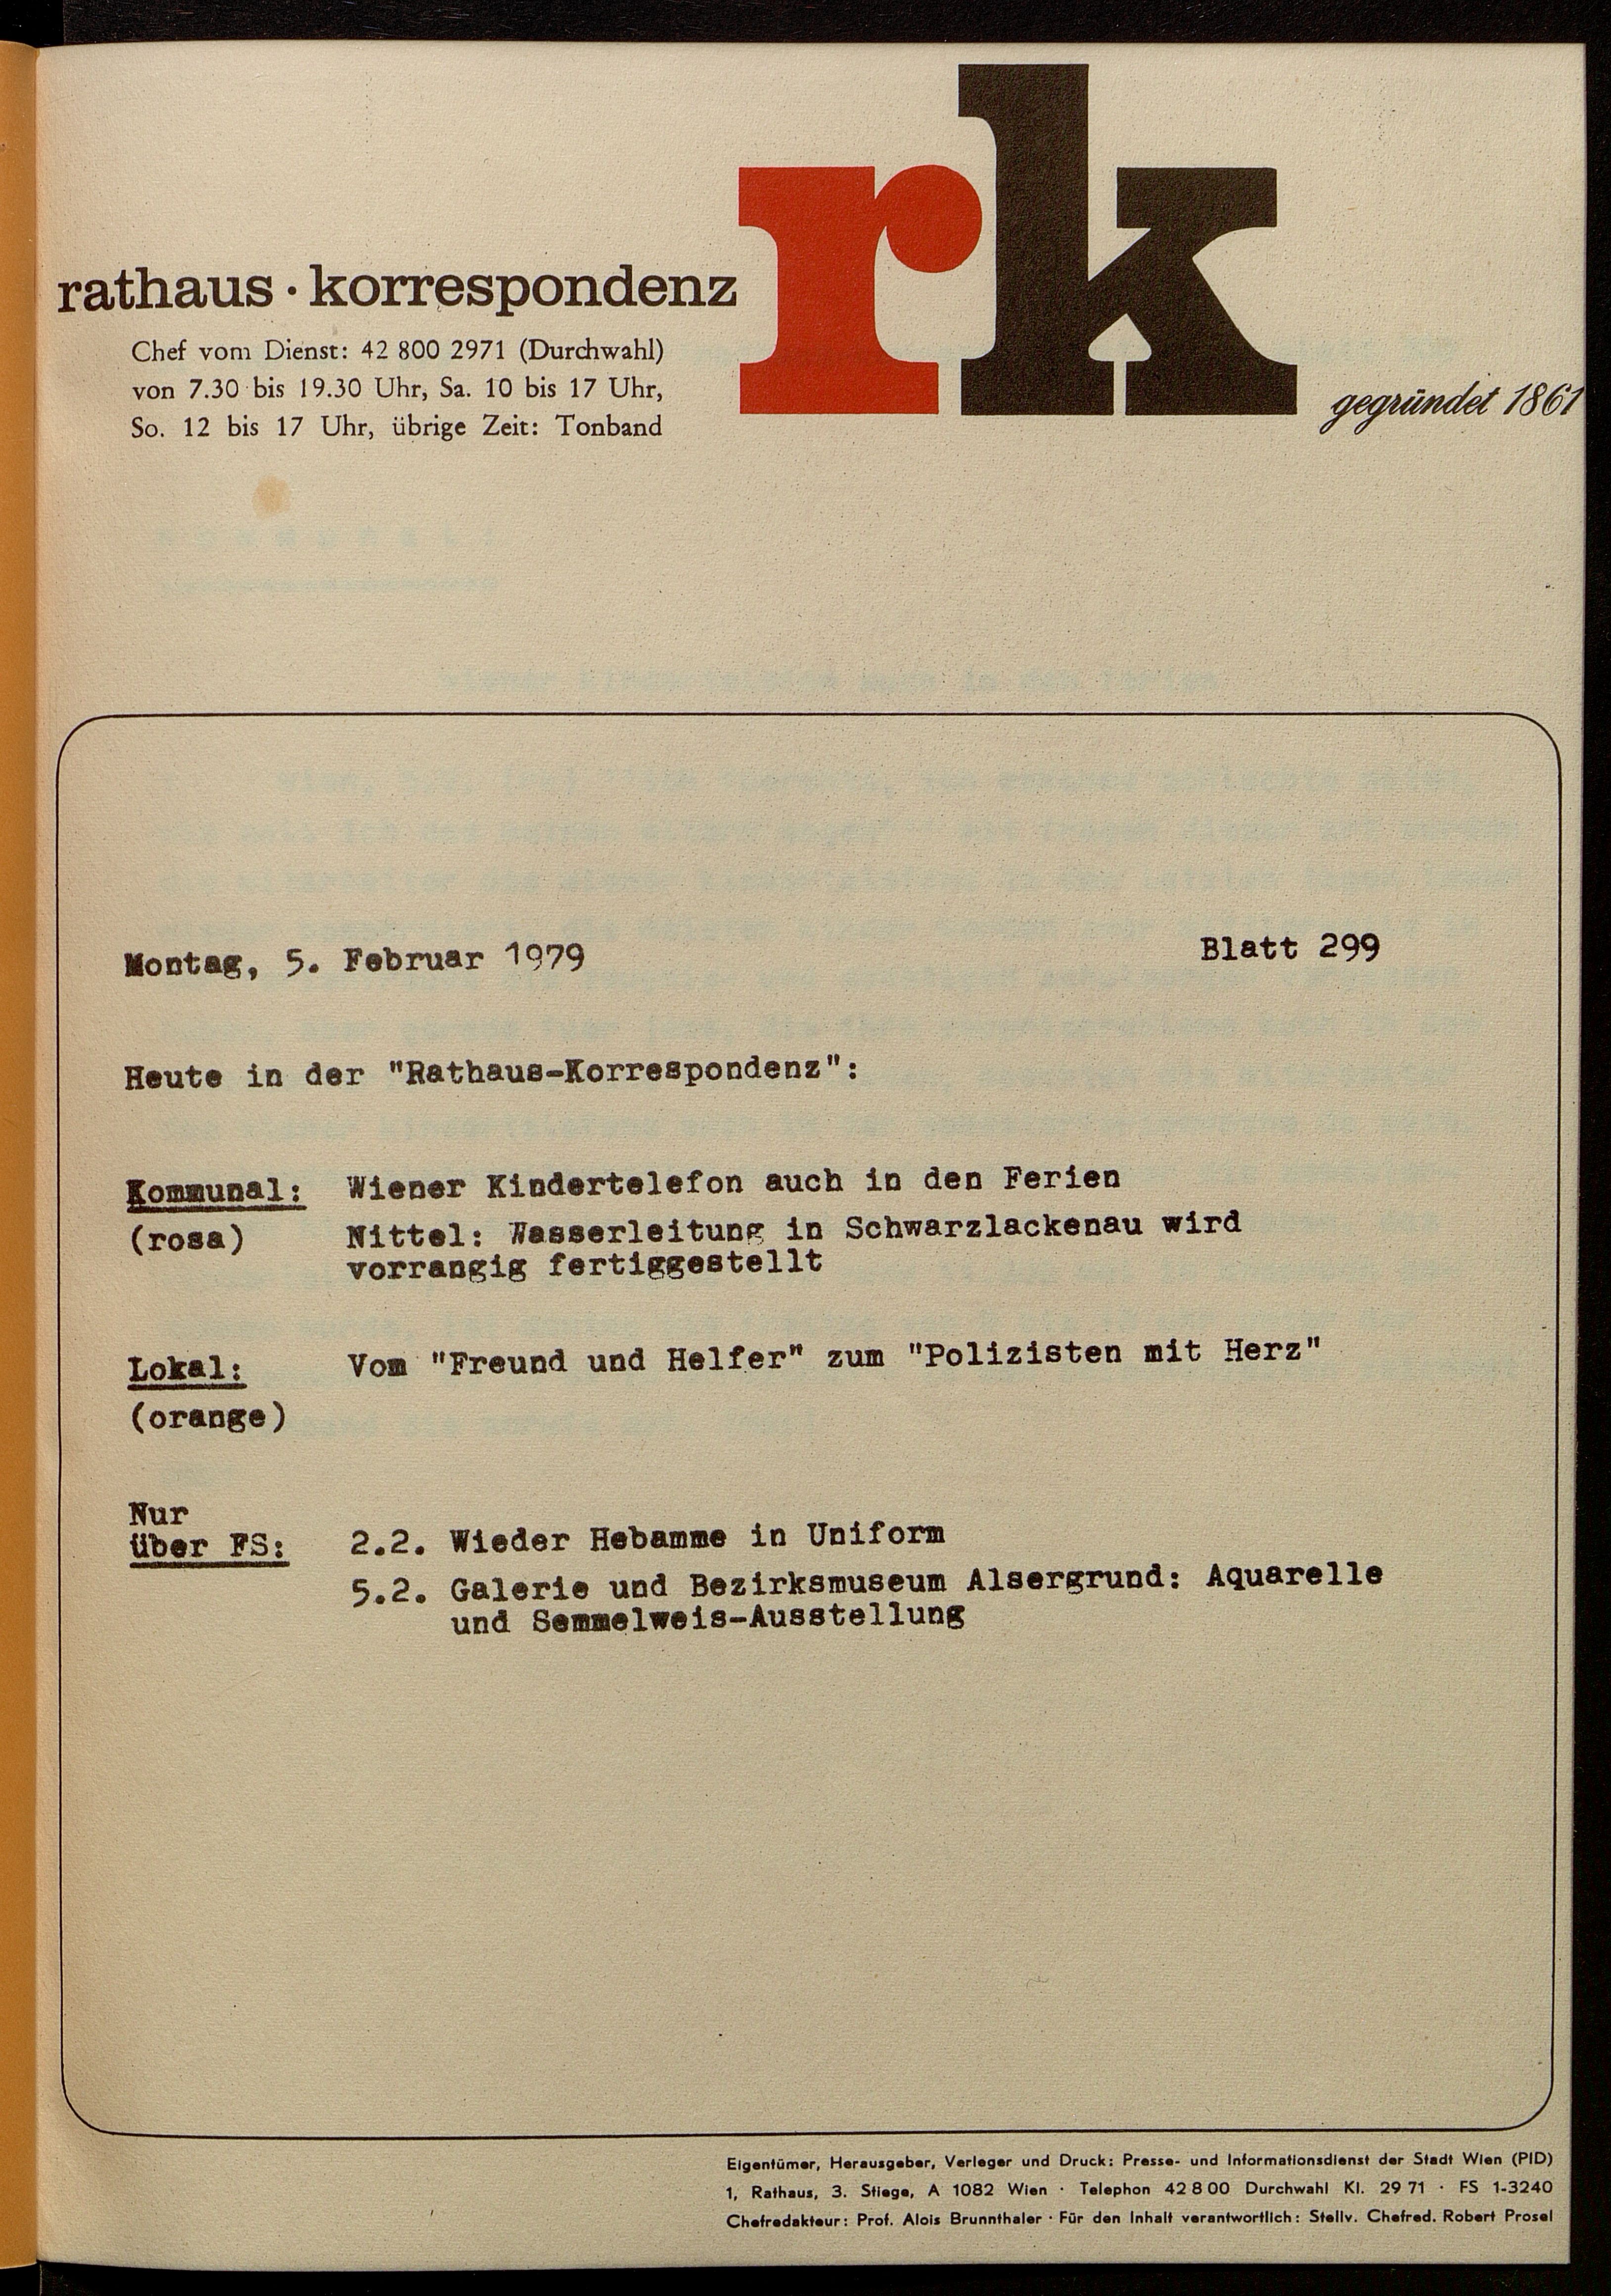 rk
rathaus · korrespondenz
Chef vom Dienst: 42 800 2971 (Durchwahl)
von 7.30 bis 19.30 Uhr, Sa. 10 bis 17 Uhr,
So. 12 bis 17 Uhr, übrige Zeit: Tonband
gegründet 1861
Montag, 5. Februar 1979 Blatt 299
Heute in der "Rathaus-Korrespondenz":
Kommunal: Wiener Kindertelefon auch in den Ferien
(rosa) Nittel: Wasserleitung in Schwarzlackenau wird
vorrangig fertiggestellt
Lokal: Vom "Freund und Helfer" zum "Polizisten mit Herz"
(orange)
Nur
über FS: 2.2. Wieder Hebamme in Uniform
5.2. Galerie und Bezirksmuseum Alsergrund: Aquarelle
und Semmelweis-Ausstellung
Eigentümer, Herausgeber, Verleger und Druck: Presse- und Informationsdienst der Stadt Wien (PID)
1, Rathaus, 3. Stiege, A 1082 Wien · Telephon 42 8 00 Durchwahl Kl. 29 71 · FS 1-3240
Chefredakteur: Prof. Alois Brunnthaler · Für den Inhalt verantwortlich: Stellv. Chefred. Robert Prosel